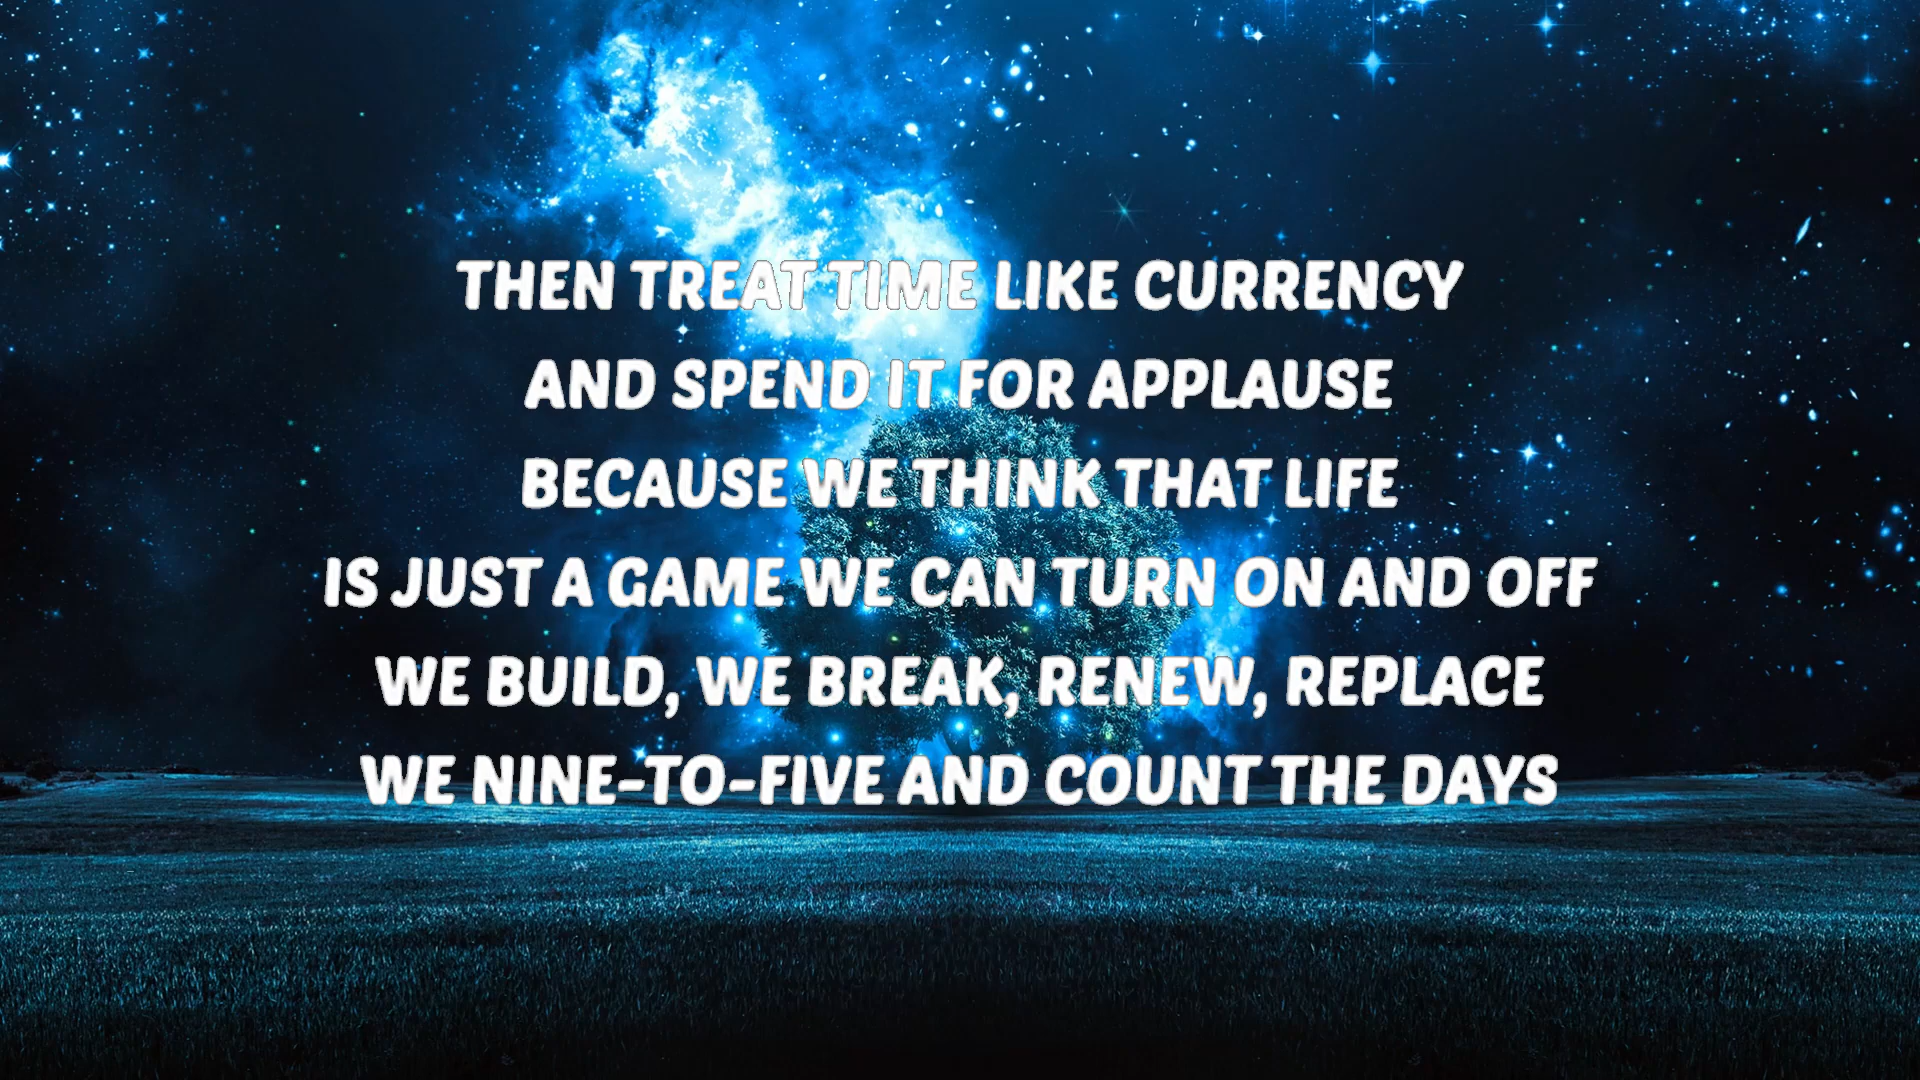 THEN TREAT TIME LIKE CURRENCY
AND SPEND IT FOR APPLAUSE
BECAUSE WE THINK THAT LIFE
IS JUST A GAME WE CAN TURN ON AND OFF
WE BUILD, WE BREAK, RENEW, REPLACE
WE NINE-TO-FIVE AND COUNT THE DAYS